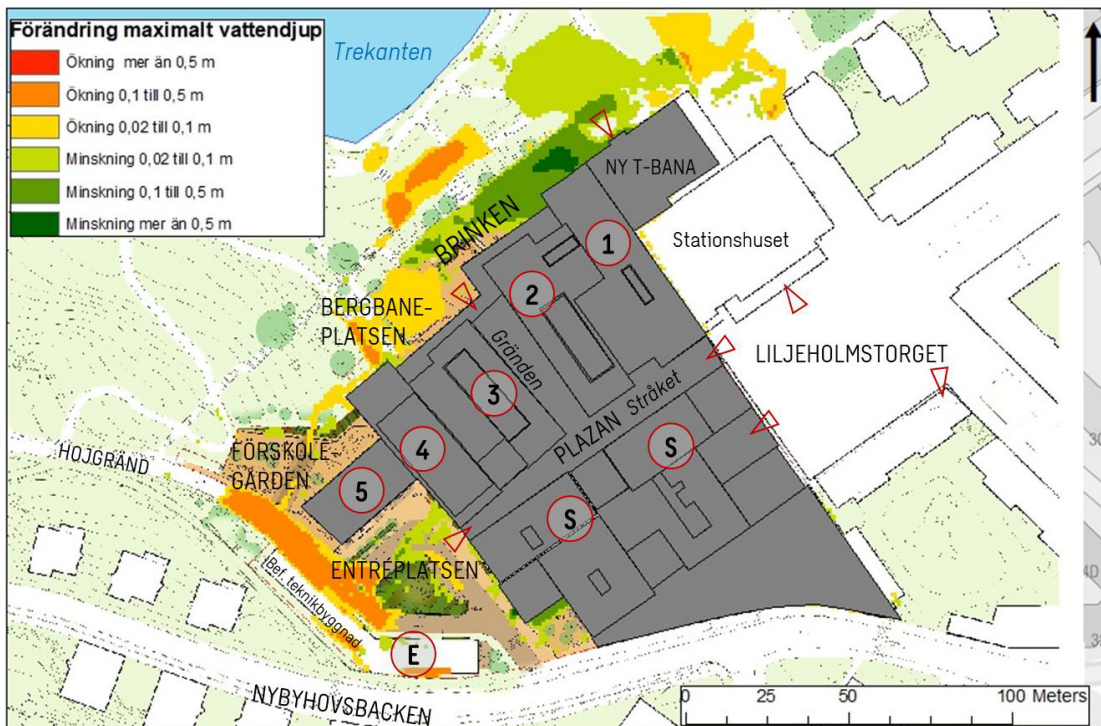 Förändring maximalt vattendjup
Ökning mer än 0,5 m
Ökning 0,1 till 0,5 m
Ökning 0,02 till 0,1 m
Minskning 0,02 till 0,1 m
Minskning 0,1 till 0,5 m
Minskning mer än 0,5 m
Trekanten
NY T-BANA
BRINKEN
1
Stationshuset
2
BERGBANE-
PLATSEN
Gränden
LILJEHOLMSTORGET
3
PLAZAN Stråket
FÖRSKOLE-
GÅRDEN
HÖJGRÄND
4
S
5
S
ENTRÉPLATSEN
Bef. teknikbyggnad
E
NYBYHOVSBACKEN
0 25 50 100 Meters